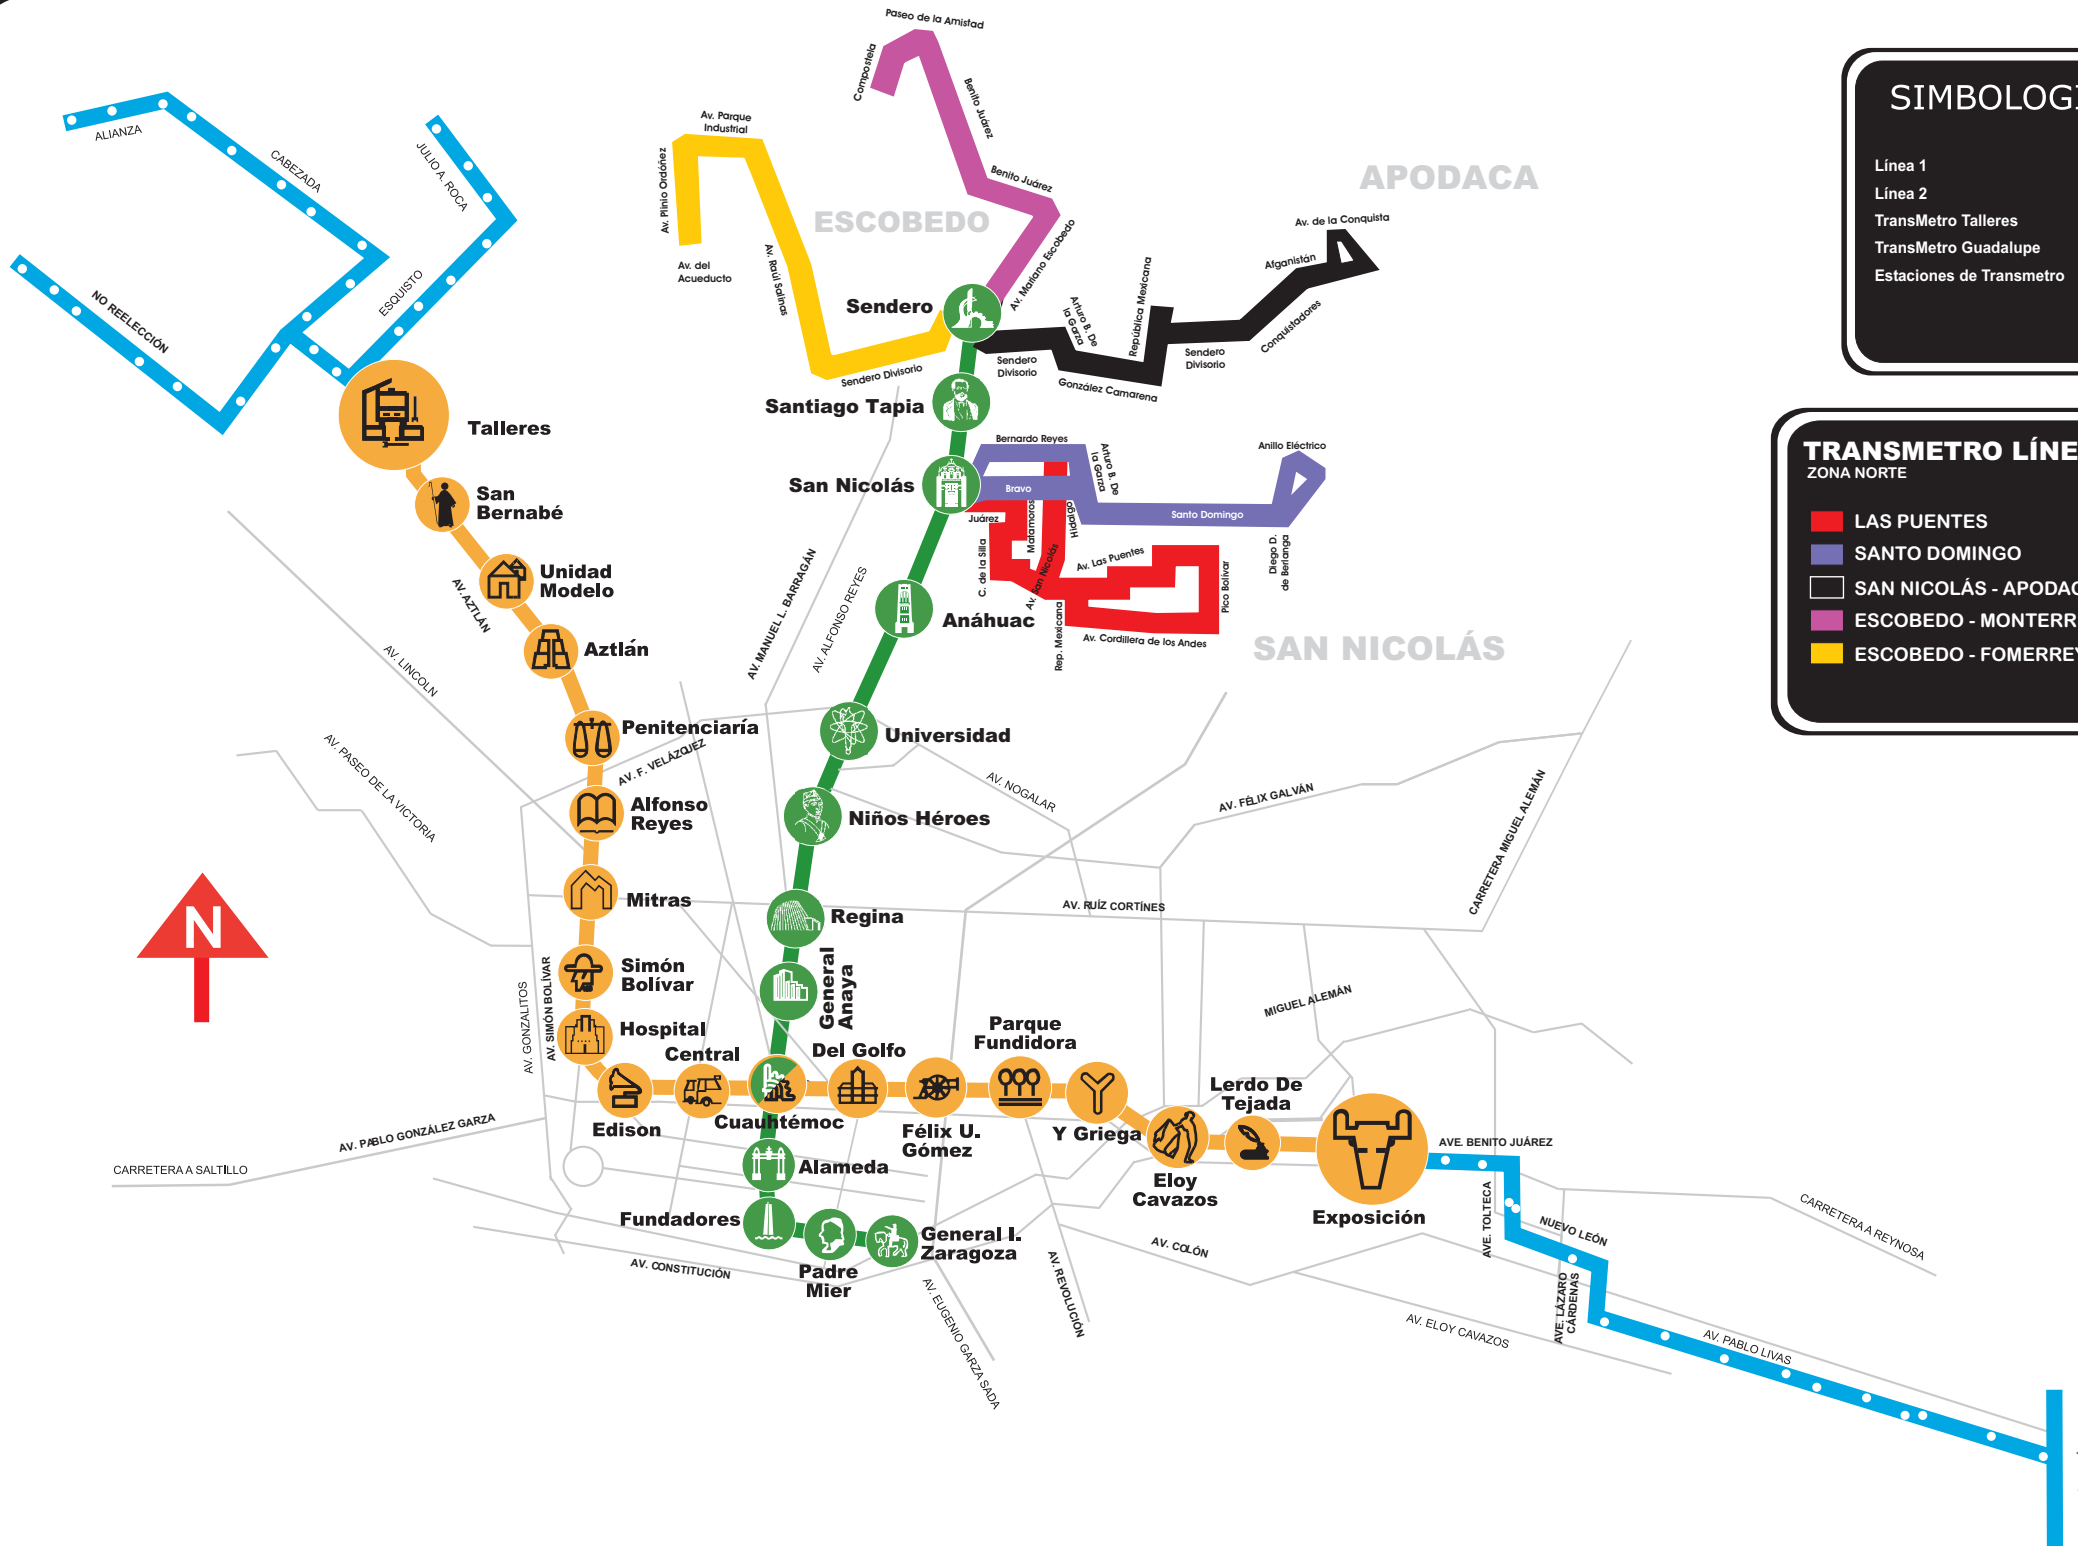 Paseo de la Amistad
Compostela
Benito Juárez
Benito Juárez
Av. Mariano Escobedo
Av. Parque
Industrial
Av. Plinio Ordóñez
Av. del
Acueducto
Av. Raúl Salinas
Sendero Divisorio
ESCOBEDO
APODACA
SAN NICOLÁS
ALIANZA
CABEZADA
JULIO A. ROCA
ESQUISTO
NO REELECCIÓN
Av. de la Conquista
Afganistán
Conquistadores
República Mexicana
Arturo B. De
la Garza
Sendero
Divisorio
González Camarena
Sendero
Divisorio
Sendero
Santiago Tapia
San Nicolás
Anáhuac
Universidad
Niños Héroes
Regina
General
Anaya
Cuauhtémoc
Alameda
Fundadores
Padre
Mier
General I.
Zaragoza
Bernardo Reyes
Arturo B. De
la Garza
Bravo
Anillo Eléctrico
Santo Domingo
Diego D.
de Berlanga
Juárez
Matamoros
Hidalgo
C. de la Silla
Av. San Nicolás
Av. Las Puentes
Pico Bolívar
Rep. Mexicana
Av. Cordillera de los Andes
Talleres
San
Bernabé
Unidad
Modelo
Aztlán
Penitenciaría
Alfonso
Reyes
Mitras
Simón
Bolívar
Hospital
Edison
Central
Del Golfo
Félix U.
Gómez
Parque
Fundidora
Y Griega
Eloy
Cavazos
Lerdo De
Tejada
Exposición
AV. AZTLÁN
AV. LINCOLN
AV. PASEO DE LA VICTORIA
AV. F. VELÁZQUEZ
AV. MANUEL L. BARRAGÁN
AV. ALFONSO REYES
AV. NOGALAR
AV. FÉLIX GALVÁN
CARRETERA MIGUEL ALEMÁN
AV. RUÍZ CORTÍNES
MIGUEL ALEMÁN
AV. GONZALITOS
AV. SIMÓN BOLÍVAR
AV. PABLO GONZÁLEZ GARZA
CARRETERA A SALTILLO
AV. CONSTITUCIÓN
AV. EUGENIO GARZA SADA
AV. REVOLUCIÓN
AV. COLÓN
AV. ELOY CAVAZOS
AVE. BENITO JUÁREZ
AVE. TOLTECA
NUEVO LEÓN
AVE. LÁZARO
CÁRDENAS
AV. PABLO LIVAS
CARRETERA A REYNOSA
N
SIMBOLOGI
Línea 1
Línea 2
TransMetro Talleres
TransMetro Guadalupe
Estaciones de Transmetro
TRANSMETRO LÍNE
ZONA NORTE
LAS PUENTES
SANTO DOMINGO
SAN NICOLÁS - APODAC
ESCOBEDO - MONTERR
ESCOBEDO - FOMERREY